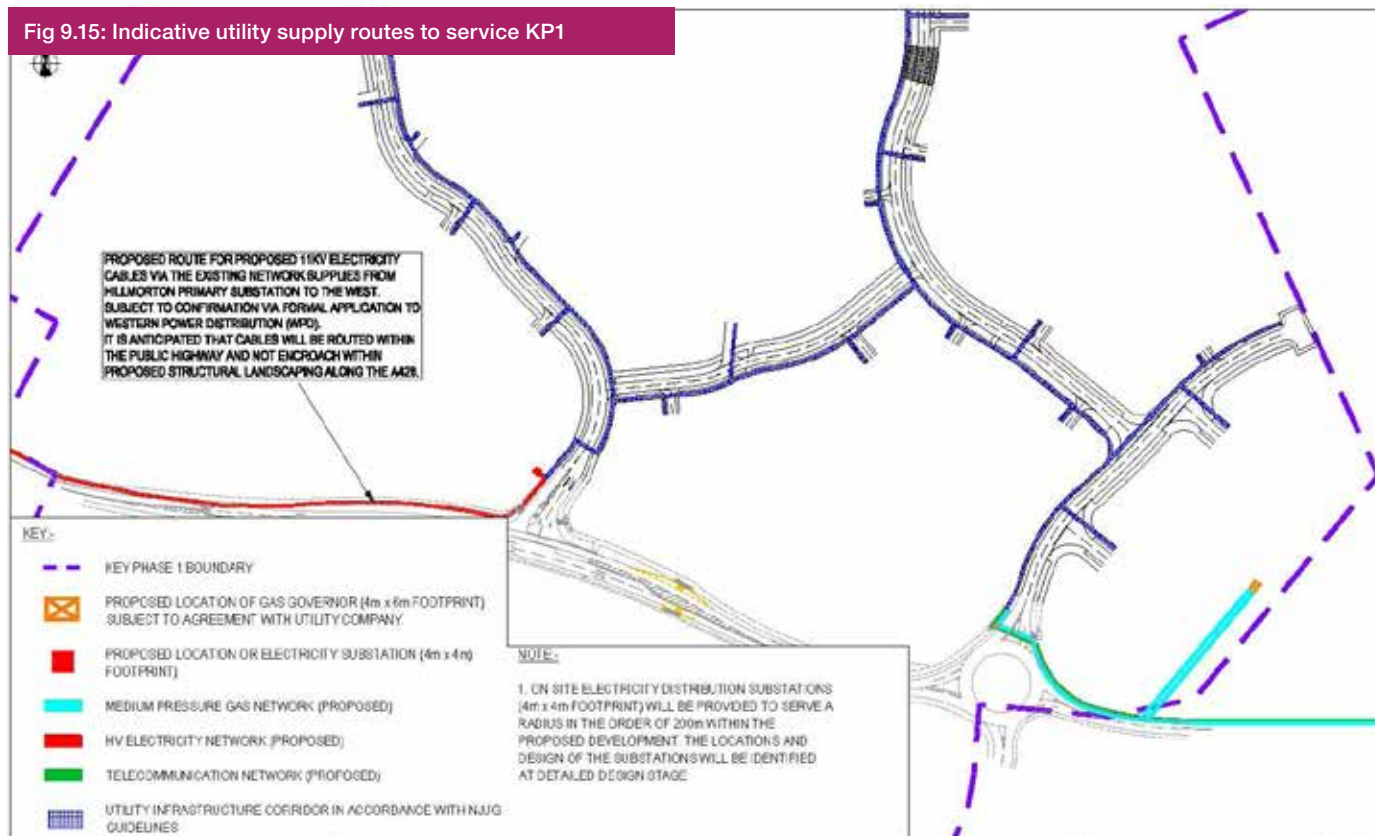 Fig 9.15: Indicative utility supply routes to service KP1
PROPOSED ROUTE FOR PROPOSED 11KV ELECTRICITY
CABLES VIA THE EXISTING NETWORK SUPPLIES FROM
HILLMORTON PRIMARY SUBSTATION TO THE WEST.
SUBJECT TO CONFIRMATION VIA FORMAL APPLICATION TO
WESTERN POWER DISTRIBUTION (WPD).
IT IS ANTICIPATED THAT CABLES WILL BE ROUTED WITHIN
THE PUBLIC HIGHWAY AND NOT ENCROACH WITHIN
PROPOSED STRUCTURAL LANDSCAPING ALONG THE A428.
KEY:-
KEY PHASE 1 BOUNDARY
PROPOSED LOCATION OF GAS GOVERNOR (4m x 6m FOOTPRINT)
SUBJECT TO AGREEMENT WITH UTILITY COMPANY.
PROPOSED LOCATION OR ELECTRICITY SUBSTATION (4m x 4m)
FOOTPRINT)
MEDIUM PRESSURE GAS NETWORK (PROPOSED)
HV ELECTRICITY NETWORK (PROPOSED)
TELECOMMUNICATION NETWORK (PROPOSED)
UTILITY INFRASTRUCTURE CORRIDOR IN ACCORDANCE WITH NJUG
GUIDELINES
NOTE:-
1. ON SITE ELECTRICITY DISTRIBUTION SUBSTATIONS
(4m x 4m FOOTPRINT) WILL BE PROVIDED TO SERVE A
RADIUS IN THE ORDER OF 200m WITHIN THE
PROPOSED DEVELOPMENT. THE LOCATIONS AND
DESIGN OF THE SUBSTATIONS WILL BE IDENTIFIED
AT DETAILED DESIGN STAGE